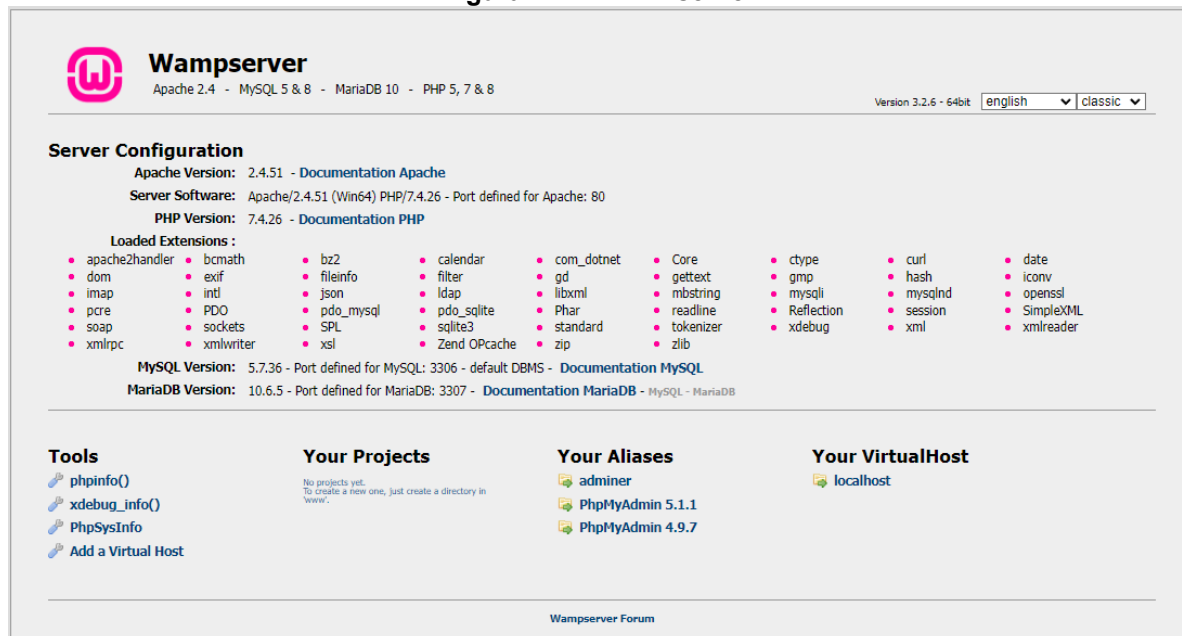 Wampserver
Apache 2.4 - MySQL 5 & 8 - MariaDB 10 - PHP 5, 7 & 8
Version 3.2.6 - 64bit english classic
Server Configuration
Apache Version: 2.4.51 - Documentation Apache
Server Software: Apache/2.4.51 (Win64) PHP/7.4.26 - Port defined for Apache: 80
PHP Version: 7.4.26 - Documentation PHP
Loaded Extensions :
apache2handler bcmath bz2 calendar com_dotnet Core ctype curl date
dom exif fileinfo filter gd gettext gmp hash iconv
imap intl json ldap libxml mbstring mysqli mysqlnd openssl
pcre PDO pdo_mysql pdo_sqlite Phar readline Reflection session SimpleXML
soap sockets SPL sqlite3 standard tokenizer xdebug xml xmlreader
xmlrpc xmlwriter xsl Zend OPcache zip zlib
MySQL Version: 5.7.36 - Port defined for MySQL: 3306 - default DBMS - Documentation MySQL
MariaDB Version: 10.6.5 - Port defined for MariaDB: 3307 - Documentation MariaDB - MySQL - MariaDB
Tools
phpinfo()
xdebug_info()
PhpSysInfo
Add a Virtual Host
Your Projects
No projects yet.
To create a new one, just create a directory in
'www'.
Your Aliases
adminer
PhpMyAdmin 5.1.1
PhpMyAdmin 4.9.7
Your VirtualHost
localhost
Wampserver Forum